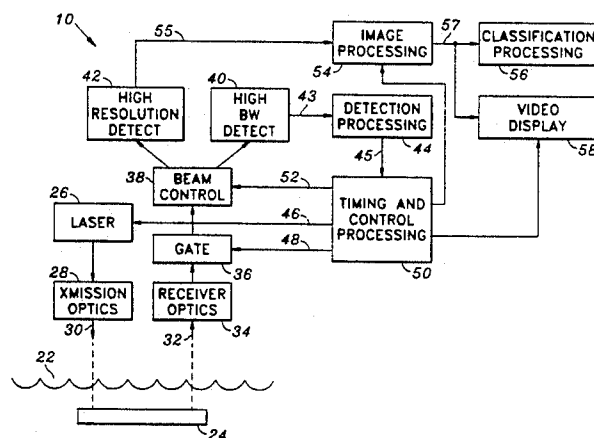 10
55
57
IMAGE
PROCESSING
54
CLASSIFICATION
PROCESSING
56
42
HIGH
RESOLUTION
DETECT
40
HIGH
BW
DETECT
43
DETECTION
PROCESSING
44
45
VIDEO
DISPLAY
58
38
BEAM
CONTROL
52
26
LASER
46
TIMING AND
CONTROL
PROCESSING
50
48
GATE
36
28
XMISSION
OPTICS
30
RECEIVER
OPTICS
34
32
22
24